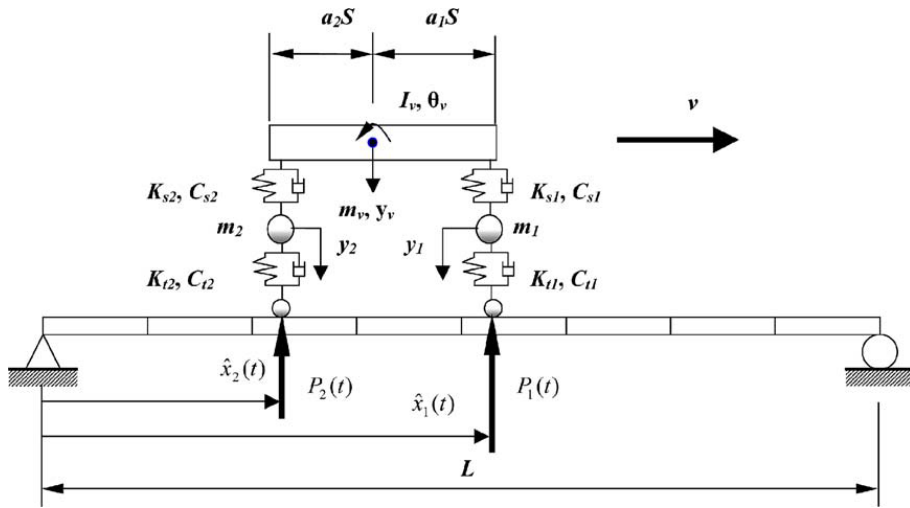 a₂S a₁S
Iᵥ, θᵥ
v
Kₛ₂, Cₛ₂ Kₛ₁, Cₛ₁
mᵥ, yᵥ
m₂ m₁
y₂ y₁
Kₜ₂, Cₜ₂ Kₜ₁, Cₜ₁
x̂₂(t) P₂(t) x̂₁(t) P₁(t)
L